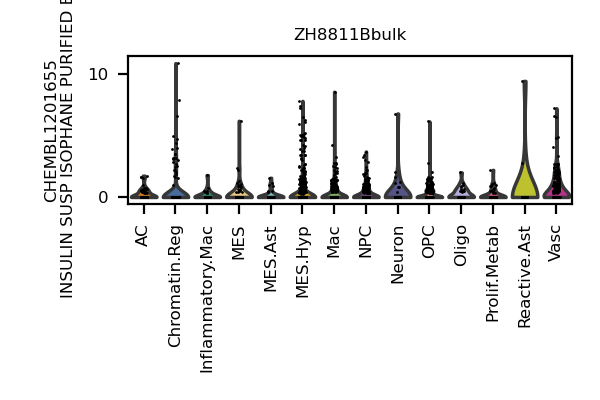 ZH8811Bbulk
CHEMBL1201655
INSULIN SUSP ISOPHANE PURIFIED
10
0
AC
Chromatin.Reg
Inflammatory.Mac
MES
MES.Ast
MES.Hyp
Mac
NPC
Neuron
OPC
Oligo
Prolif.Metab
Reactive.Ast
Vasc